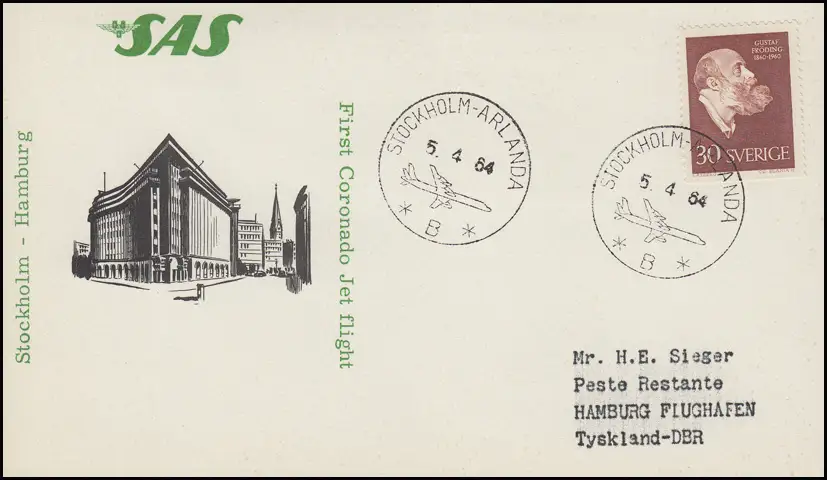 SAS
Stockholm - Hamburg
First Coronado Jet flight
STOCKHOLM-ARLANDA
5. 4 64
* B *
STOCKHOLM-ARLANDA
5 4 64
* B *
GUSTAF
FRÖDING
1860-1960
30 SVERIGE
Mr. H.E. Sieger
Peste Restante
HAMBURG FLUGHAFEN
Tyskland-DBR